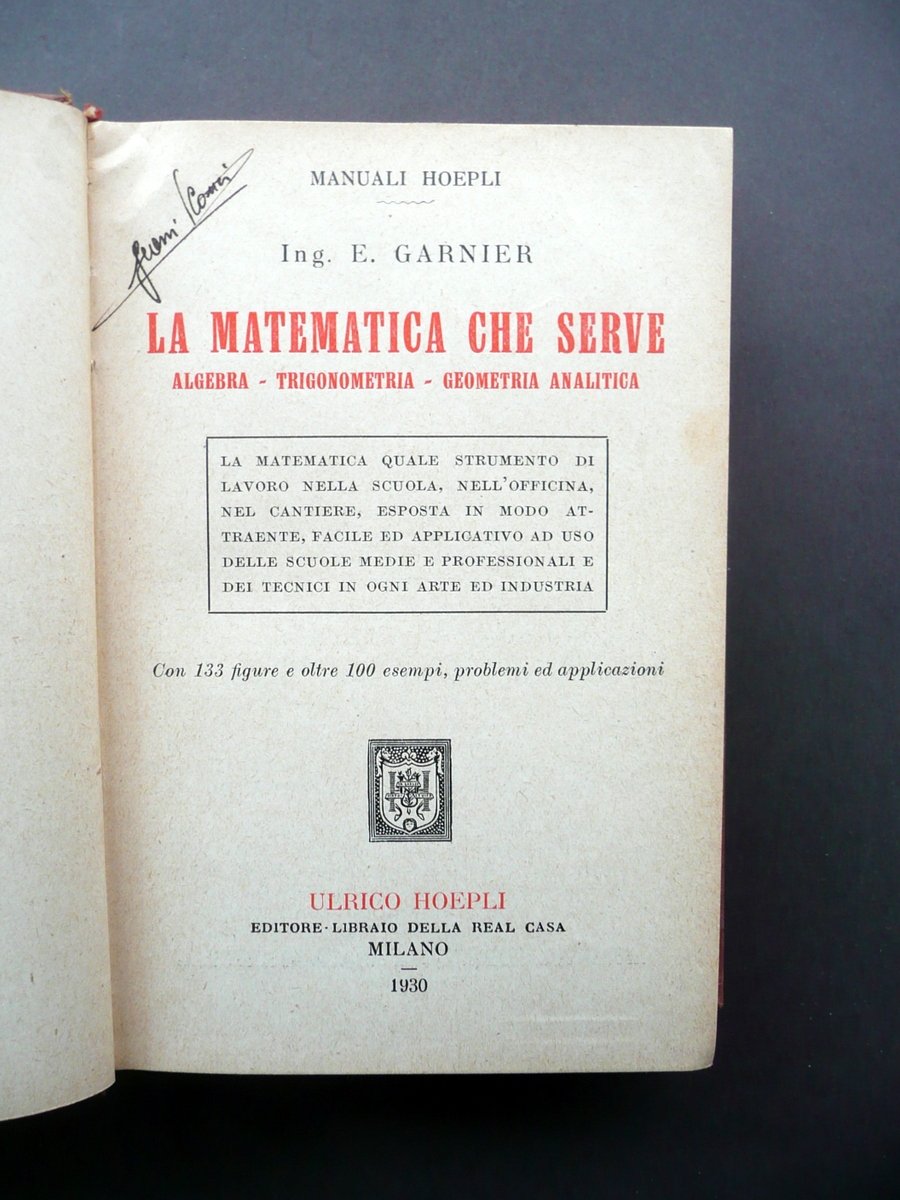 MANUALI HOEPLI
Ing. E. GARNIER
LA MATEMATICA CHE SERVE
ALGEBRA - TRIGONOMETRIA - GEOMETRIA ANALITICA
LA MATEMATICA QUALE STRUMENTO DI
LAVORO NELLA SCUOLA, NELL'OFFICINA,
NEL CANTIERE, ESPOSTA IN MODO AT-
TRAENTE, FACILE ED APPLICATIVO AD USO
DELLE SCUOLE MEDIE E PROFESSIONALI E
DEI TECNICI IN OGNI ARTE ED INDUSTRIA
Con 133 figure e oltre 100 esempi, problemi ed applicazioni
ULRICO HOEPLI
EDITORE-LIBRAIO DELLA REAL CASA
MILANO
1930